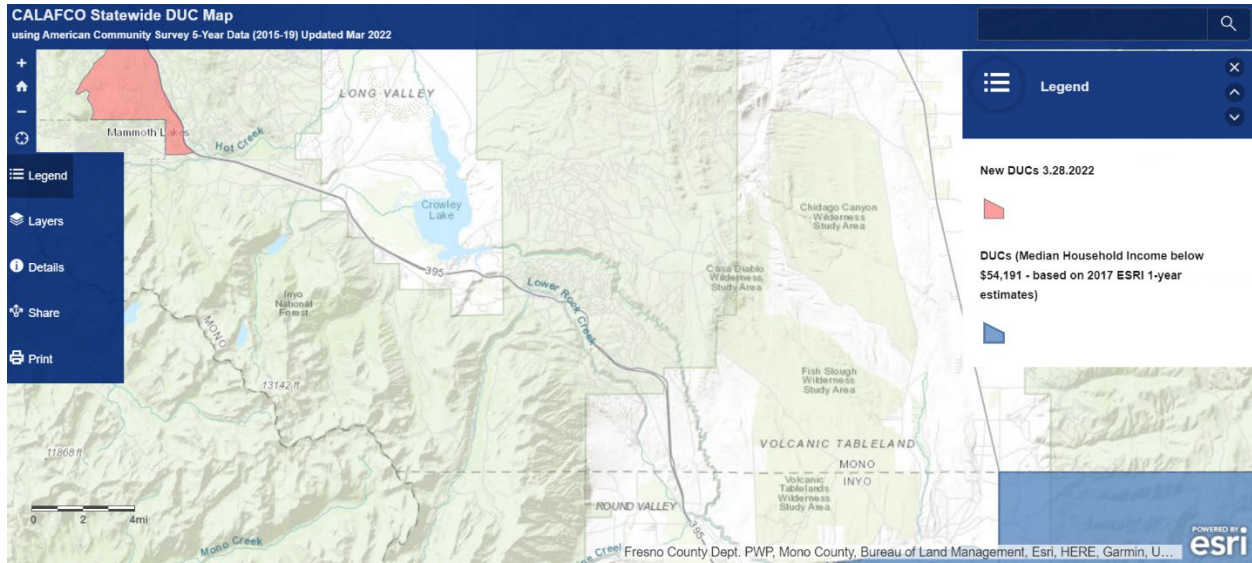 CALAFCO Statewide DUC Map
using American Community Survey 5-Year Data (2015-19) Updated Mar 2022
Legend
Layers
Details
Share
Print
Legend
New DUCs 3.28.2022
DUCs (Median Household Income below
$54,191 - based on 2017 ESRI 1-year
estimates)
LONG VALLEY
Mammoth Lakes
Hot Creek
Crowley
Lake
Chidago Canyon
Wilderness
Study Area
395
Casa Diablo
Wilderness
Study Area
Lower Rock Creek
Inyo
National
Forest
MONO
13142 ft
Fish Slough
Wilderness
Study Area
11868 ft
VOLCANIC TABLELAND
MONO
INYO
Volcanic
Tablelands
Wilderness
Study Area
ROUND VALLEY
395
0 2 4mi
Mono Creek
Creek
Fresno County Dept. PWP, Mono County, Bureau of Land Management, Esri, HERE, Garmin, U...
POWERED BY
esri